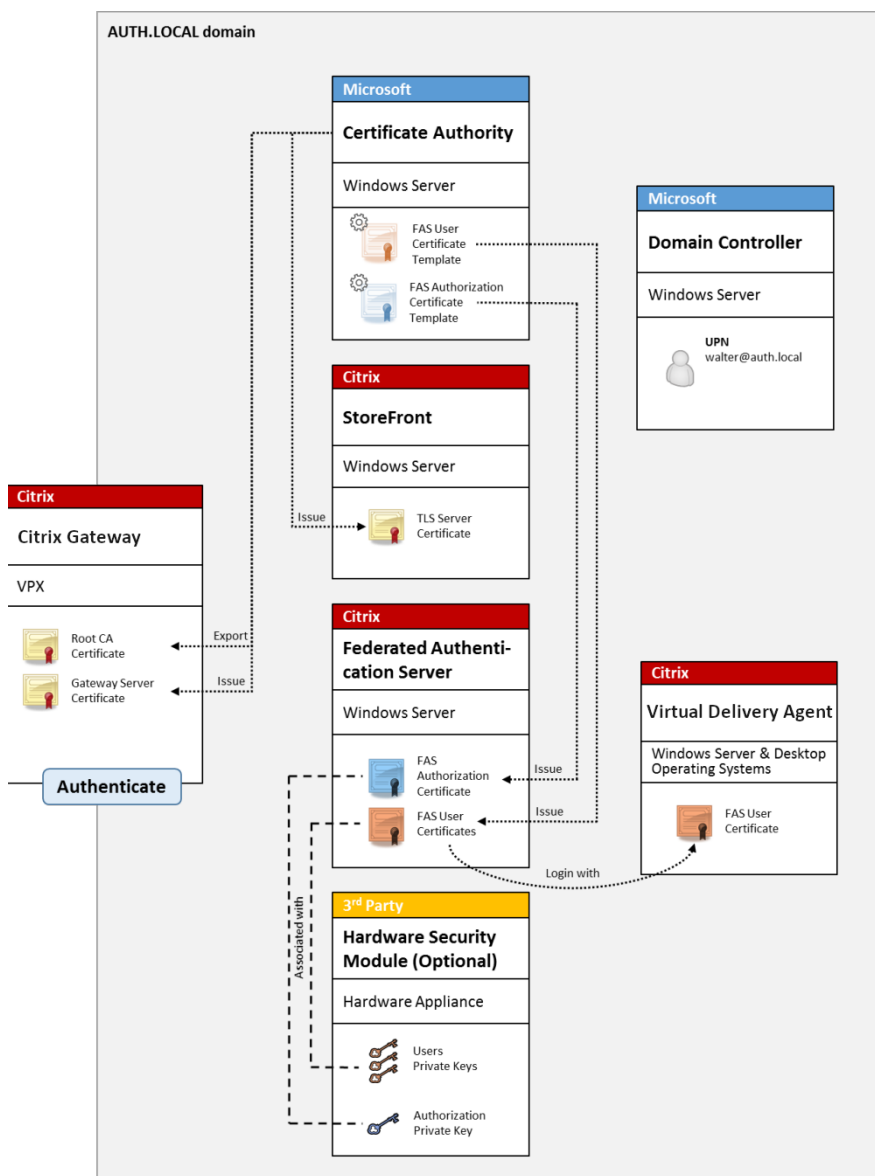 AUTH.LOCAL domain
Microsoft
Certificate Authority
Windows Server
FAS User
Certificate
Template
FAS Authorization
Certificate
Template
Microsoft
Domain Controller
Windows Server
UPN
walter@auth.local
Citrix
StoreFront
Windows Server
Issue
TLS Server
Certificate
Citrix
Citrix Gateway
VPX
Root CA
Certificate
Export
Gateway Server
Certificate
Issue
Authenticate
Citrix
Federated Authenti-
cation Server
Windows Server
FAS
Authorization
Certificate
Issue
FAS User
Certificates
Issue
Login with
Citrix
Virtual Delivery Agent
Windows Server & Desktop
Operating Systems
FAS User
Certificate
Associated with
3rd Party
Hardware Security
Module (Optional)
Hardware Appliance
Users
Private Keys
Authorization
Private Key